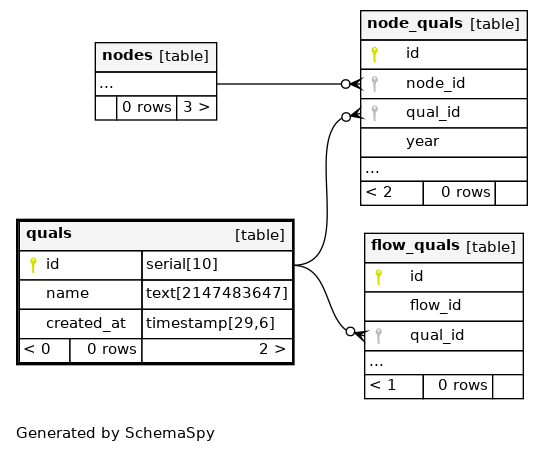 nodes [table]
...
0 rows 3 >
node_quals [table]
id
node_id
qual_id
year
...
< 2 0 rows
quals [table]
id serial[10]
name text[2147483647]
created_at timestamp[29,6]
< 0 0 rows 2 >
flow_quals [table]
id
flow_id
qual_id
...
< 1 0 rows
Generated by SchemaSpy